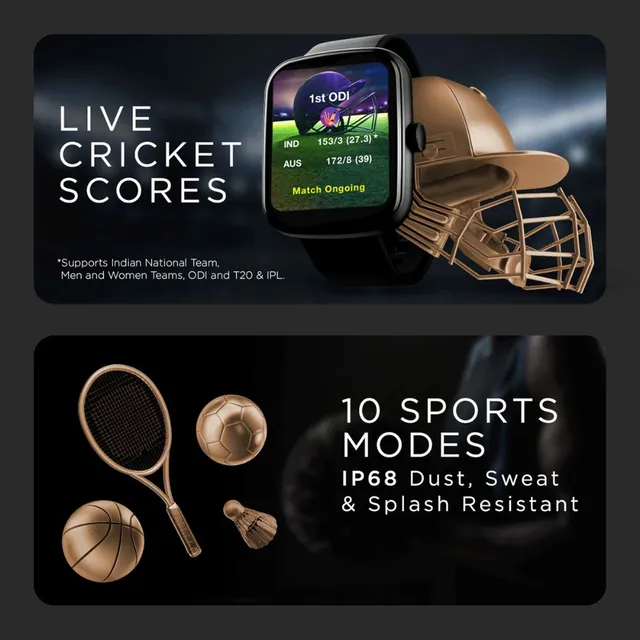 LIVE
CRICKET
SCORES
*Supports Indian National Team,
Men and Women Teams, ODI and T20 & IPL.
1st ODI
IND 153/3 (27.3)*
AUS 172/8 (39)
Match Ongoing
10 SPORTS
MODES
IP68 Dust, Sweat
& Splash Resistant